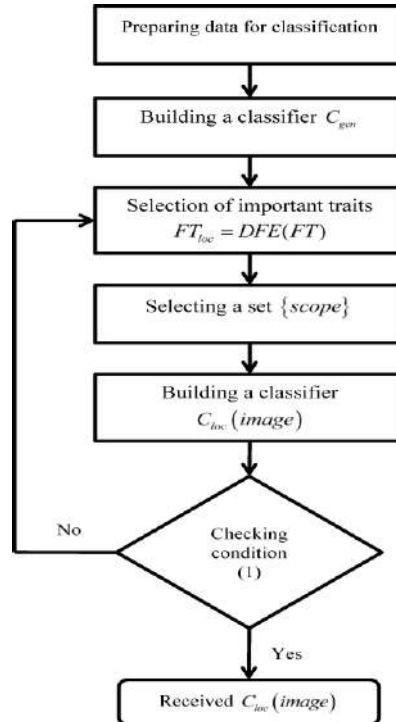 Preparing data for classification
Building a classifier C_gen
Selection of important traits
FT_loc = DFE(FT)
Selecting a set {scope}
Building a classifier
C_loc(image)
Checking
condition
(1)
No
Yes
Received C_loc(image)